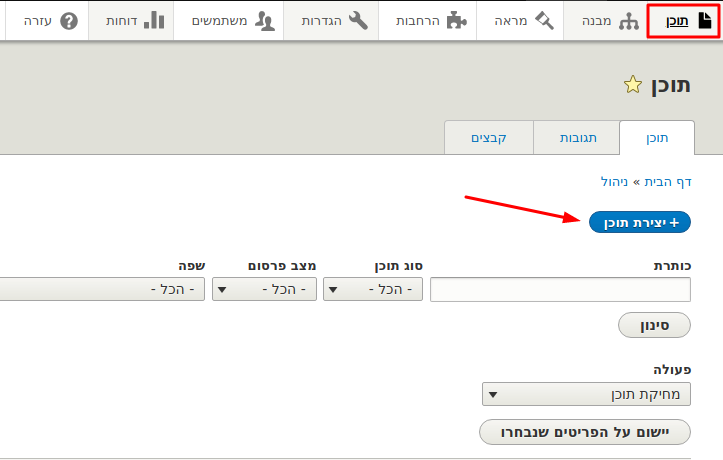 תוכן מבנה מראה הרחבות הגדרות משתמשים דוחות עזרה
תוכן
תוכן תגובות קבצים
דף הבית » ניהול
+ יצירת תוכן
כותרת סוג תוכן מצב פרסום שפה
- הכל - - הכל - - הכל -
סינון
פעולה
מחיקת תוכן
יישום על הפריטים שנבחרו